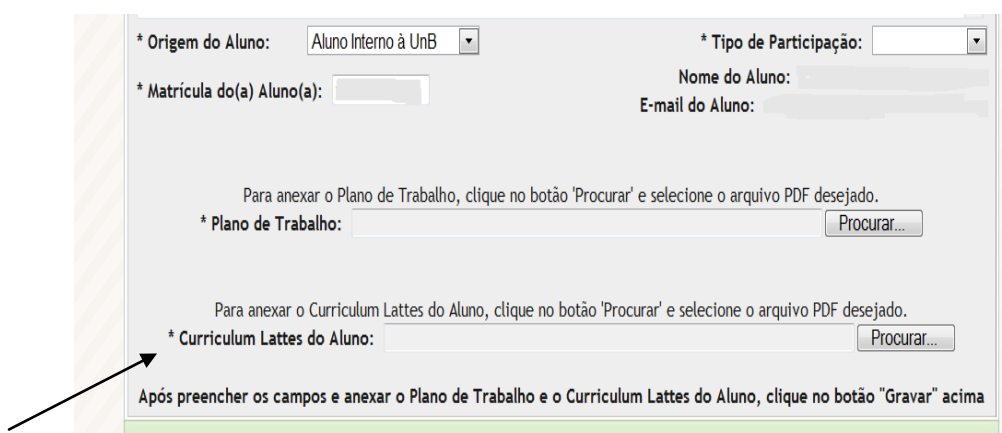 * Origem do Aluno: Aluno Interno à UnB * Tipo de Participação:
* Matrícula do(a) Aluno(a): Nome do Aluno:
E-mail do Aluno:
Para anexar o Plano de Trabalho, clique no botão 'Procurar' e selecione o arquivo PDF desejado.
* Plano de Trabalho: Procurar...
Para anexar o Curriculum Lattes do Aluno, clique no botão 'Procurar' e selecione o arquivo PDF desejado.
* Curriculum Lattes do Aluno: Procurar...
Após preencher os campos e anexar o Plano de Trabalho e o Curriculum Lattes do Aluno, clique no botão "Gravar" acima